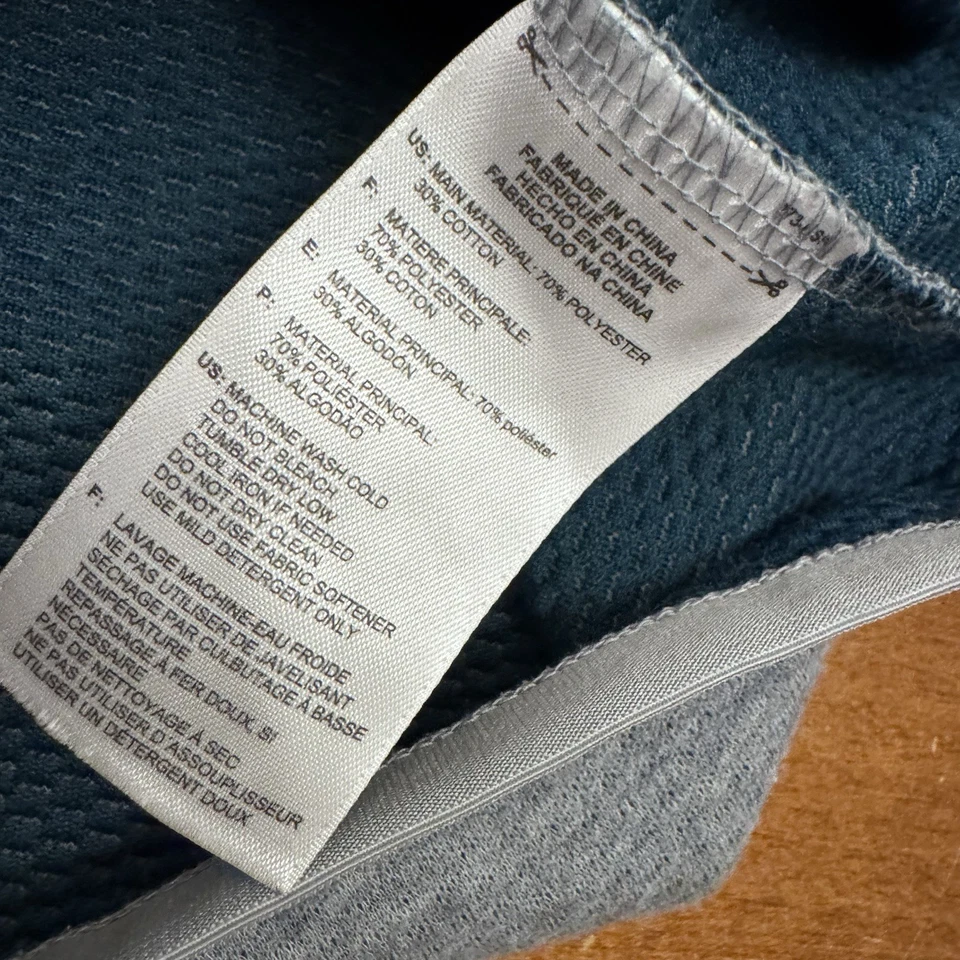 MADE IN CHINA
FABRIQUÉ EN CHINE
HECHO EN CHINA
FABRICADO NA CHINA
US: MAIN MATERIAL: 70% POLYESTER
30% COTTON
F: MATIERE PRINCIPALE:
70% POLYESTER
30% COTON
E: MATERIAL PRINCIPAL: 70% poliéster
30% ALGODÓN
P: MATERIAL PRINCIPAL:
70% POLIÉSTER
30% ALGODAO
US: MACHINE WASH COLD
DO NOT BLEACH
TUMBLE DRY LOW
COOL IRON IF NEEDED
DO NOT DRY CLEAN
DO NOT USE FABRIC SOFTENER
USE MILD DETERGENT ONLY
F: LAVAGE MACHINE-EAU FROIDE
NE PAS UTILISER DE JAVELISANT
SÉCHAGE PAR CULBUTAGE À BASSE
TEMPÉRATURE
REPASSAGE À FER DOUX, SI
NÉCESSAIRE
PAS DE NETTOYAGE À SEC
NE PAS UTILISER D'ASSOUPLISSEUR
UTILISER UN DÉTERGENT DOUX